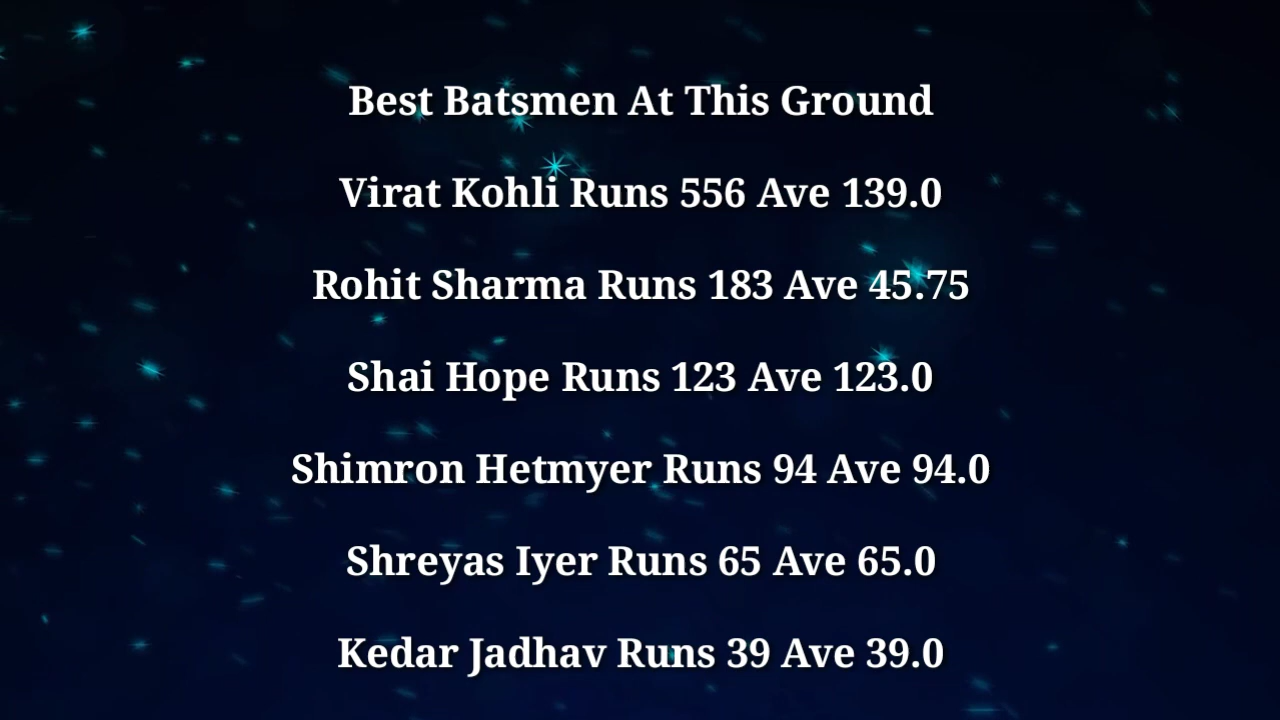 Best Batsmen At This Ground
Virat Kohli Runs 556 Ave 139.0
Rohit Sharma Runs 183 Ave 45.75
Shai Hope Runs 123 Ave 123.0
Shimron Hetmyer Runs 94 Ave 94.0
Shreyas Iyer Runs 65 Ave 65.0
Kedar Jadhav Runs 39 Ave 39.0